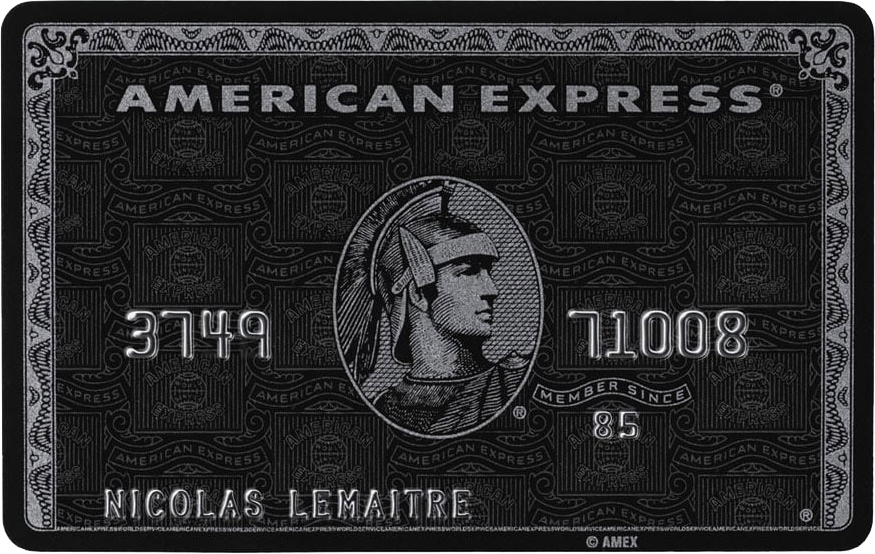 AMERICAN EXPRESS®
3749 71008
MEMBER SINCE
85
®
NICOLAS LEMAITRE
®
© AMEX